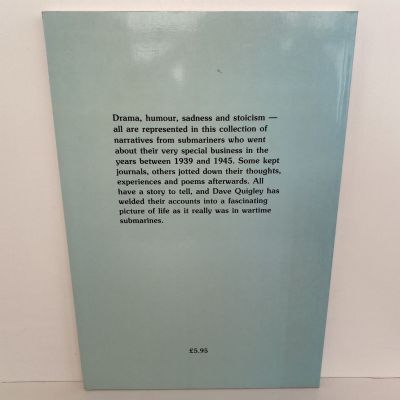 Drama, humour, sadness and stoicism —
all are represented in this collection of
narratives from submariners who went
about their very special business in the
years between 1939 and 1945. Some kept
journals, others jotted down their thoughts,
experiences and poems afterwards. All
have a story to tell, and Dave Quigley has
welded their accounts into a fascinating
picture of life as it really was in wartime
submarines.
£5.95